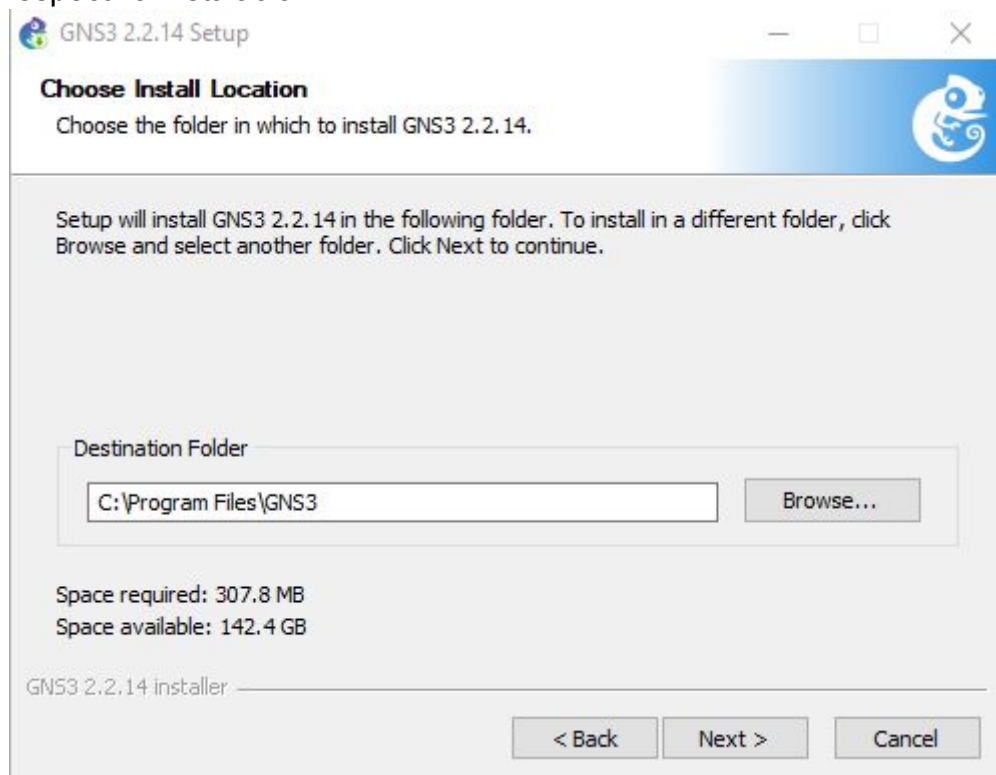 GNS3 2.2.14 Setup
Choose Install Location
Choose the folder in which to install GNS3 2.2.14.
Setup will install GNS3 2.2.14 in the following folder. To install in a different folder, click
Browse and select another folder. Click Next to continue.
Destination Folder
C:\Program Files\GNS3
Browse...
Space required: 307.8 MB
Space available: 142.4 GB
GNS3 2.2.14 installer
< Back
Next >
Cancel